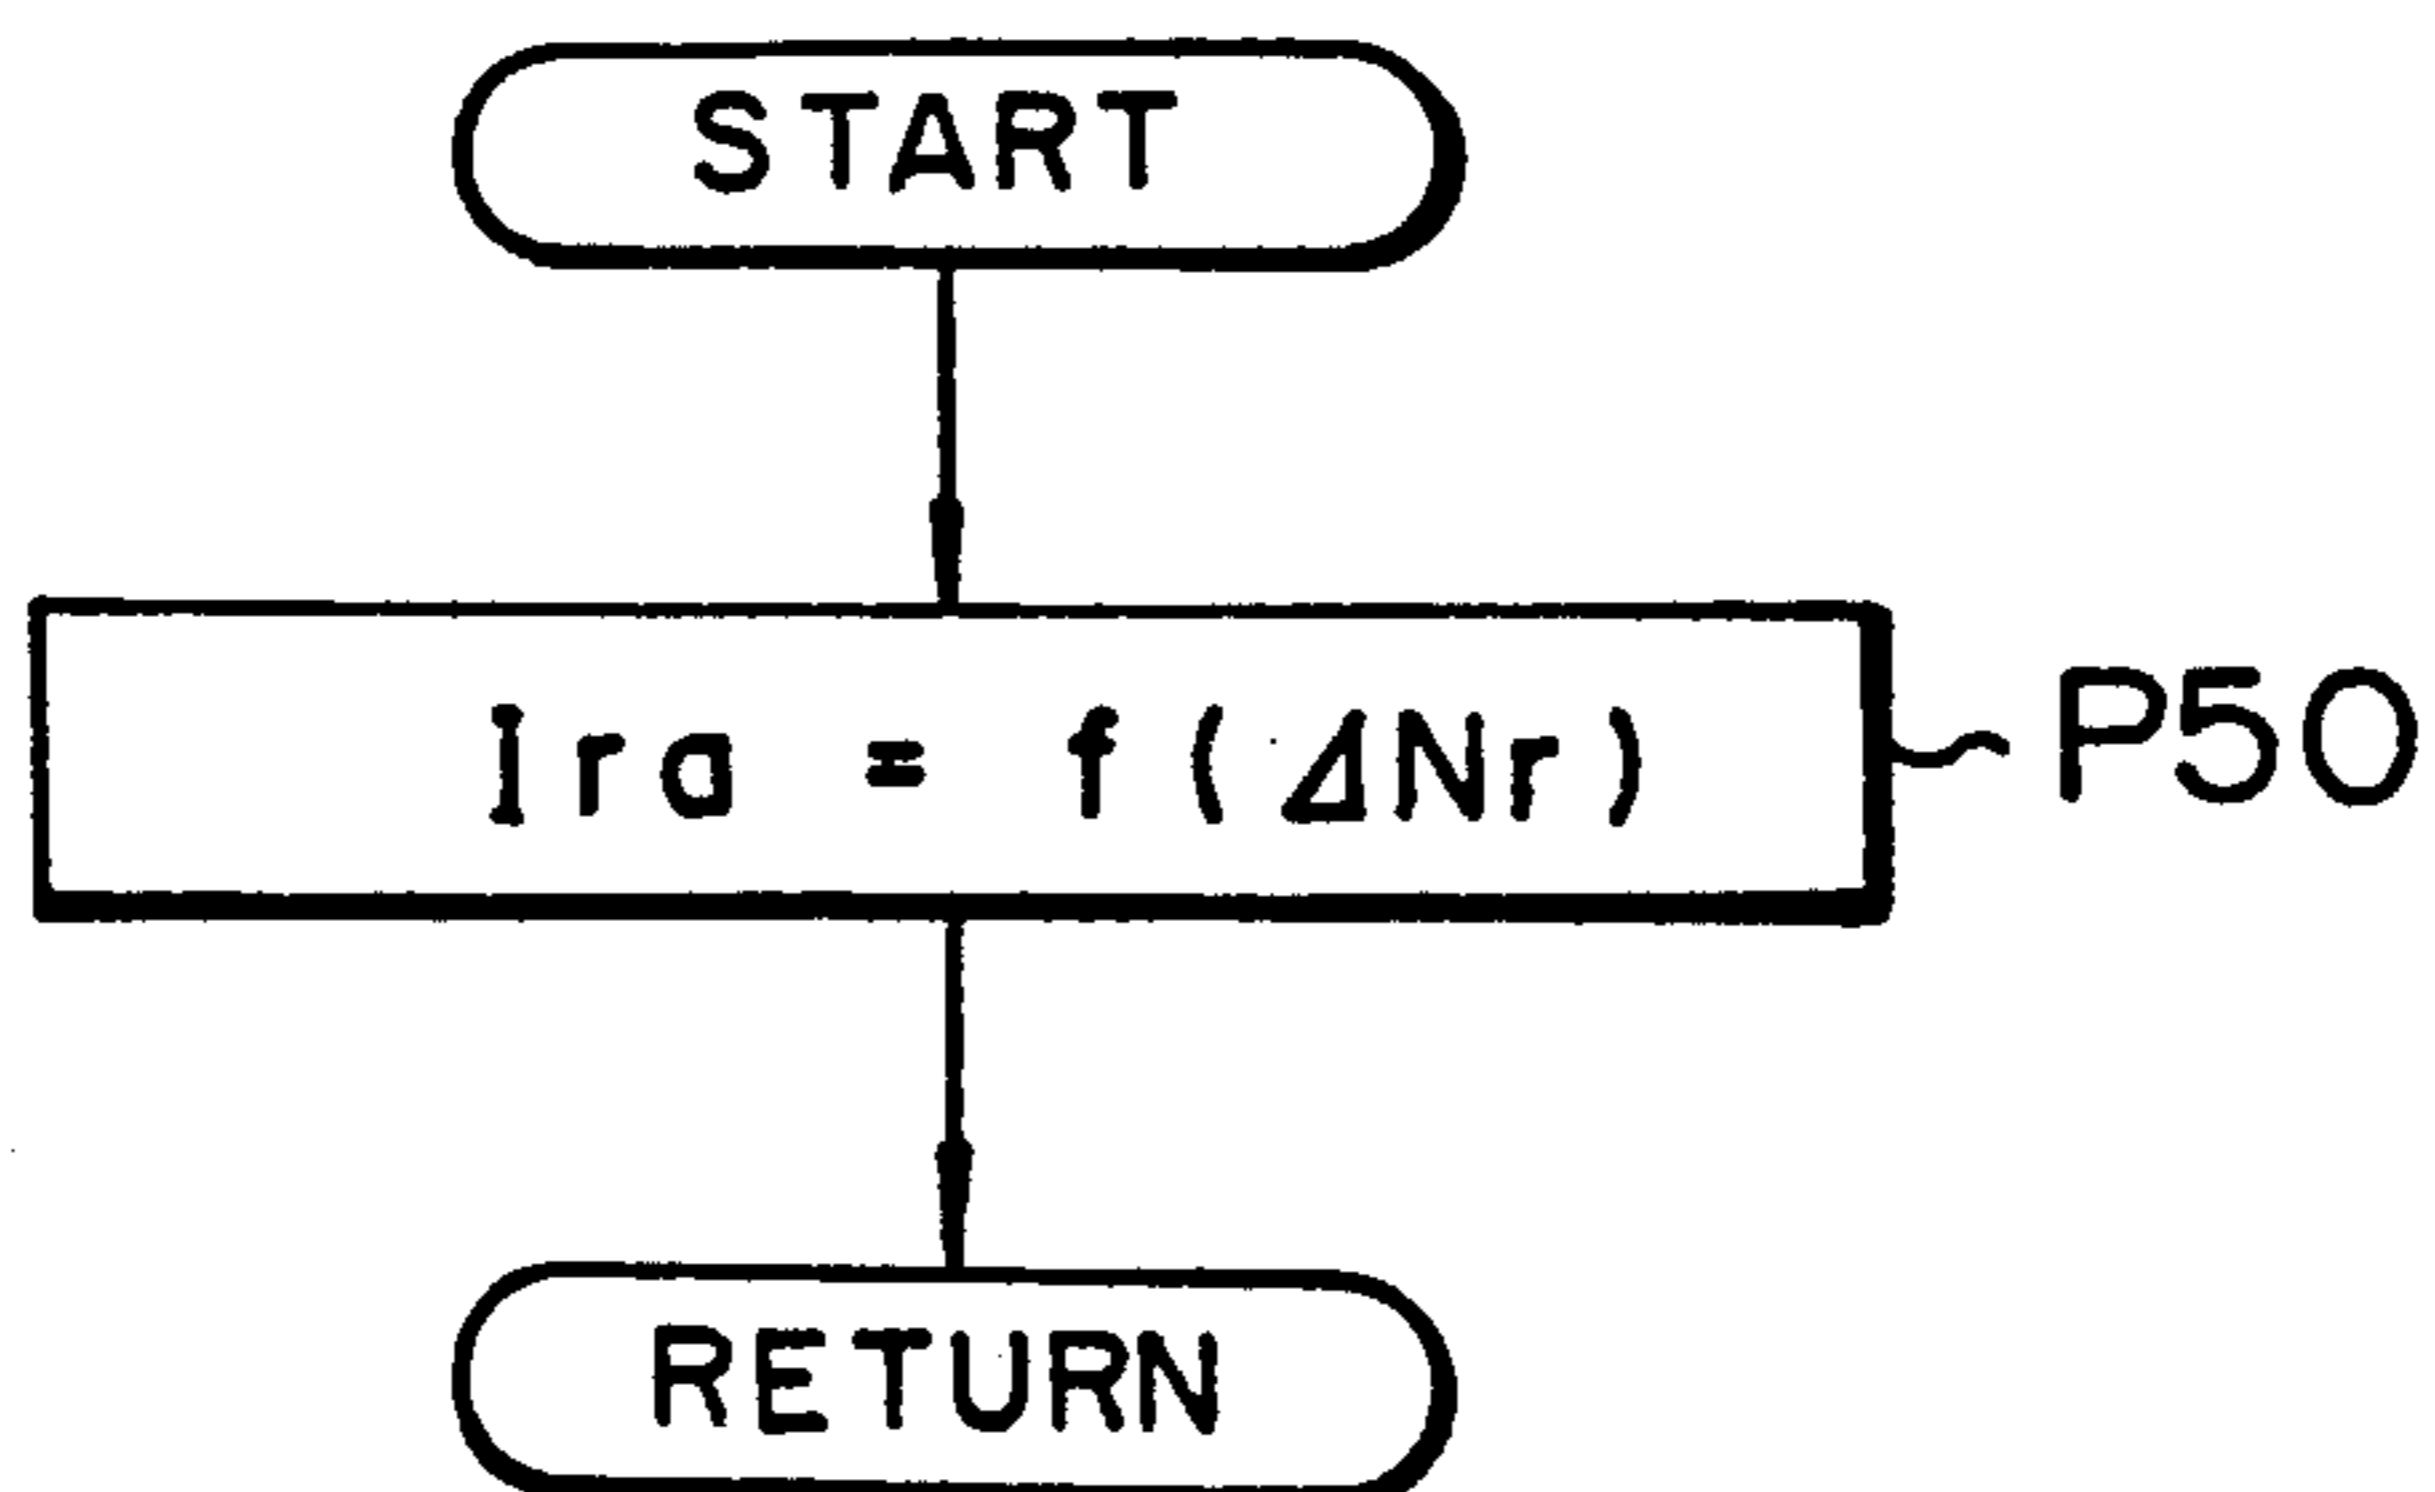 START
Ira = f (ΔNr)
P50
RETURN